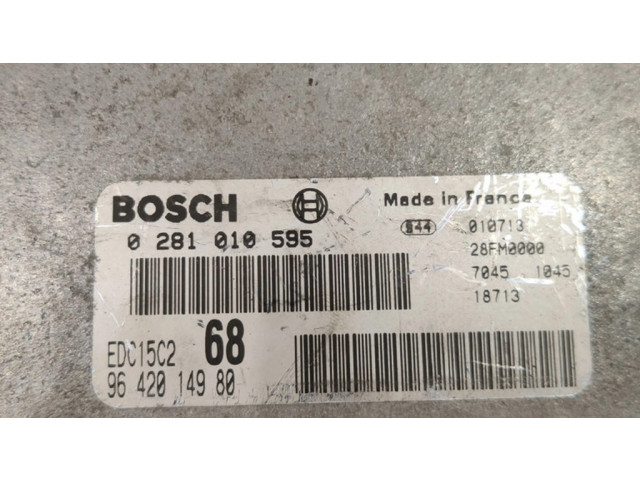 BOSCH
0 281 010 595
Made in France
S44 010713
28FM0000
7045 1045
18713
EDC15C2 68
96 420 149 80